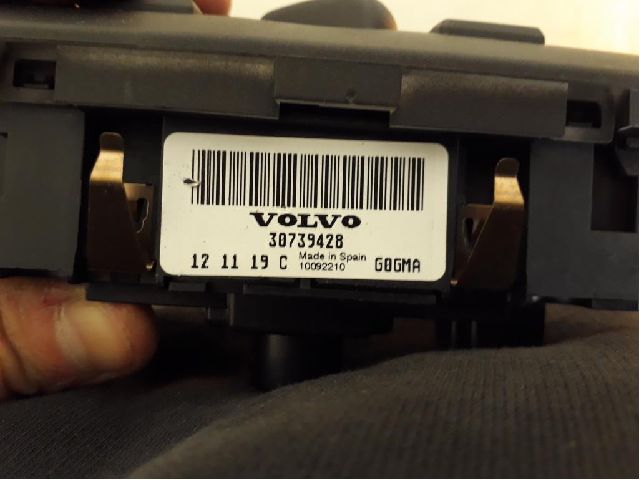 VOLVO
30739428
12 11 19 C Made in Spain G0GMA
10092210